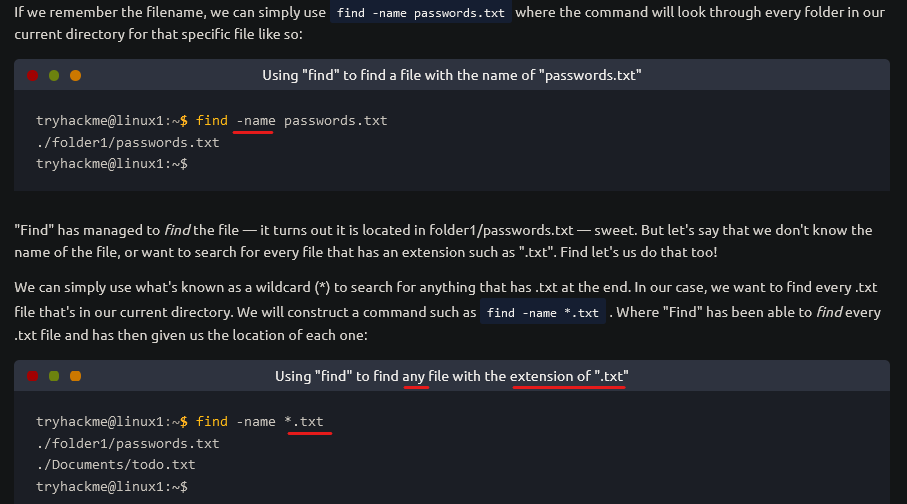 If we remember the filename, we can simply use find -name passwords.txt where the command will look through every folder in our
current directory for that specific file like so:
Using "find" to find a file with the name of "passwords.txt"
tryhackme@linux1:~$ find -name passwords.txt
./folder1/passwords.txt
tryhackme@linux1:~$
"Find" has managed to find the file — it turns out it is located in folder1/passwords.txt — sweet. But let's say that we don't know the
name of the file, or want to search for every file that has an extension such as ".txt". Find let's us do that too!
We can simply use what's known as a wildcard (*) to search for anything that has .txt at the end. In our case, we want to find every .txt
file that's in our current directory. We will construct a command such as find -name *.txt . Where "Find" has been able to find every
.txt file and has then given us the location of each one:
Using "find" to find any file with the extension of ".txt"
tryhackme@linux1:~$ find -name *.txt
./folder1/passwords.txt
./Documents/todo.txt
tryhackme@linux1:~$